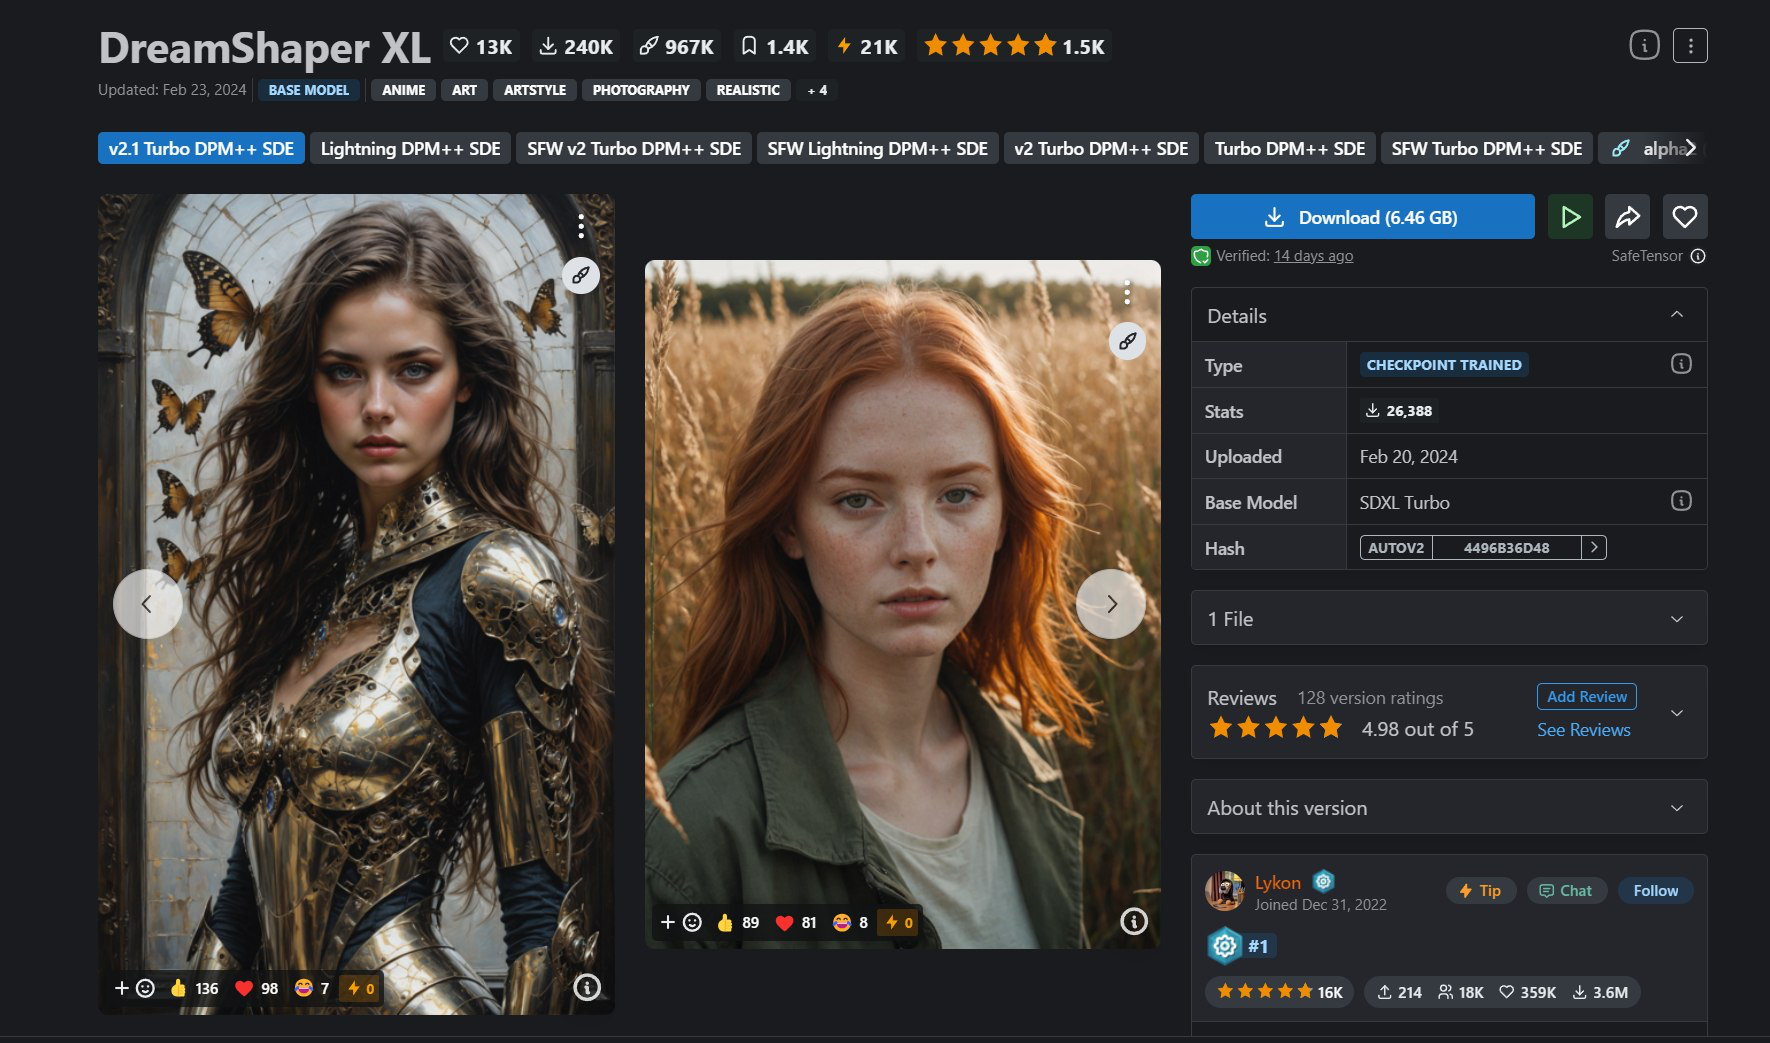 DreamShaper XL 13K 240K 967K 1.4K 21K 1.5K
Updated: Feb 23, 2024 BASE MODEL ANIME ART ARTSTYLE PHOTOGRAPHY REALISTIC + 4
v2.1 Turbo DPM++ SDE Lightning DPM++ SDE SFW v2 Turbo DPM++ SDE SFW Lightning DPM++ SDE v2 Turbo DPM++ SDE Turbo DPM++ SDE SFW Turbo DPM++ SDE
Download (6.46 GB)
Verified: 14 days ago SafeTensor
Details
Type CHECKPOINT TRAINED
Stats 26,388
Uploaded Feb 20, 2024
Base Model SDXL Turbo
Hash AUTOV2 4496B36D48
1 File
Reviews 128 version ratings Add Review
4.98 out of 5 See Reviews
About this version
Lykon Tip Chat Follow
Joined Dec 31, 2022
#1
16K 214 18K 359K 3.6M
136 98 7 0
89 81 8 0